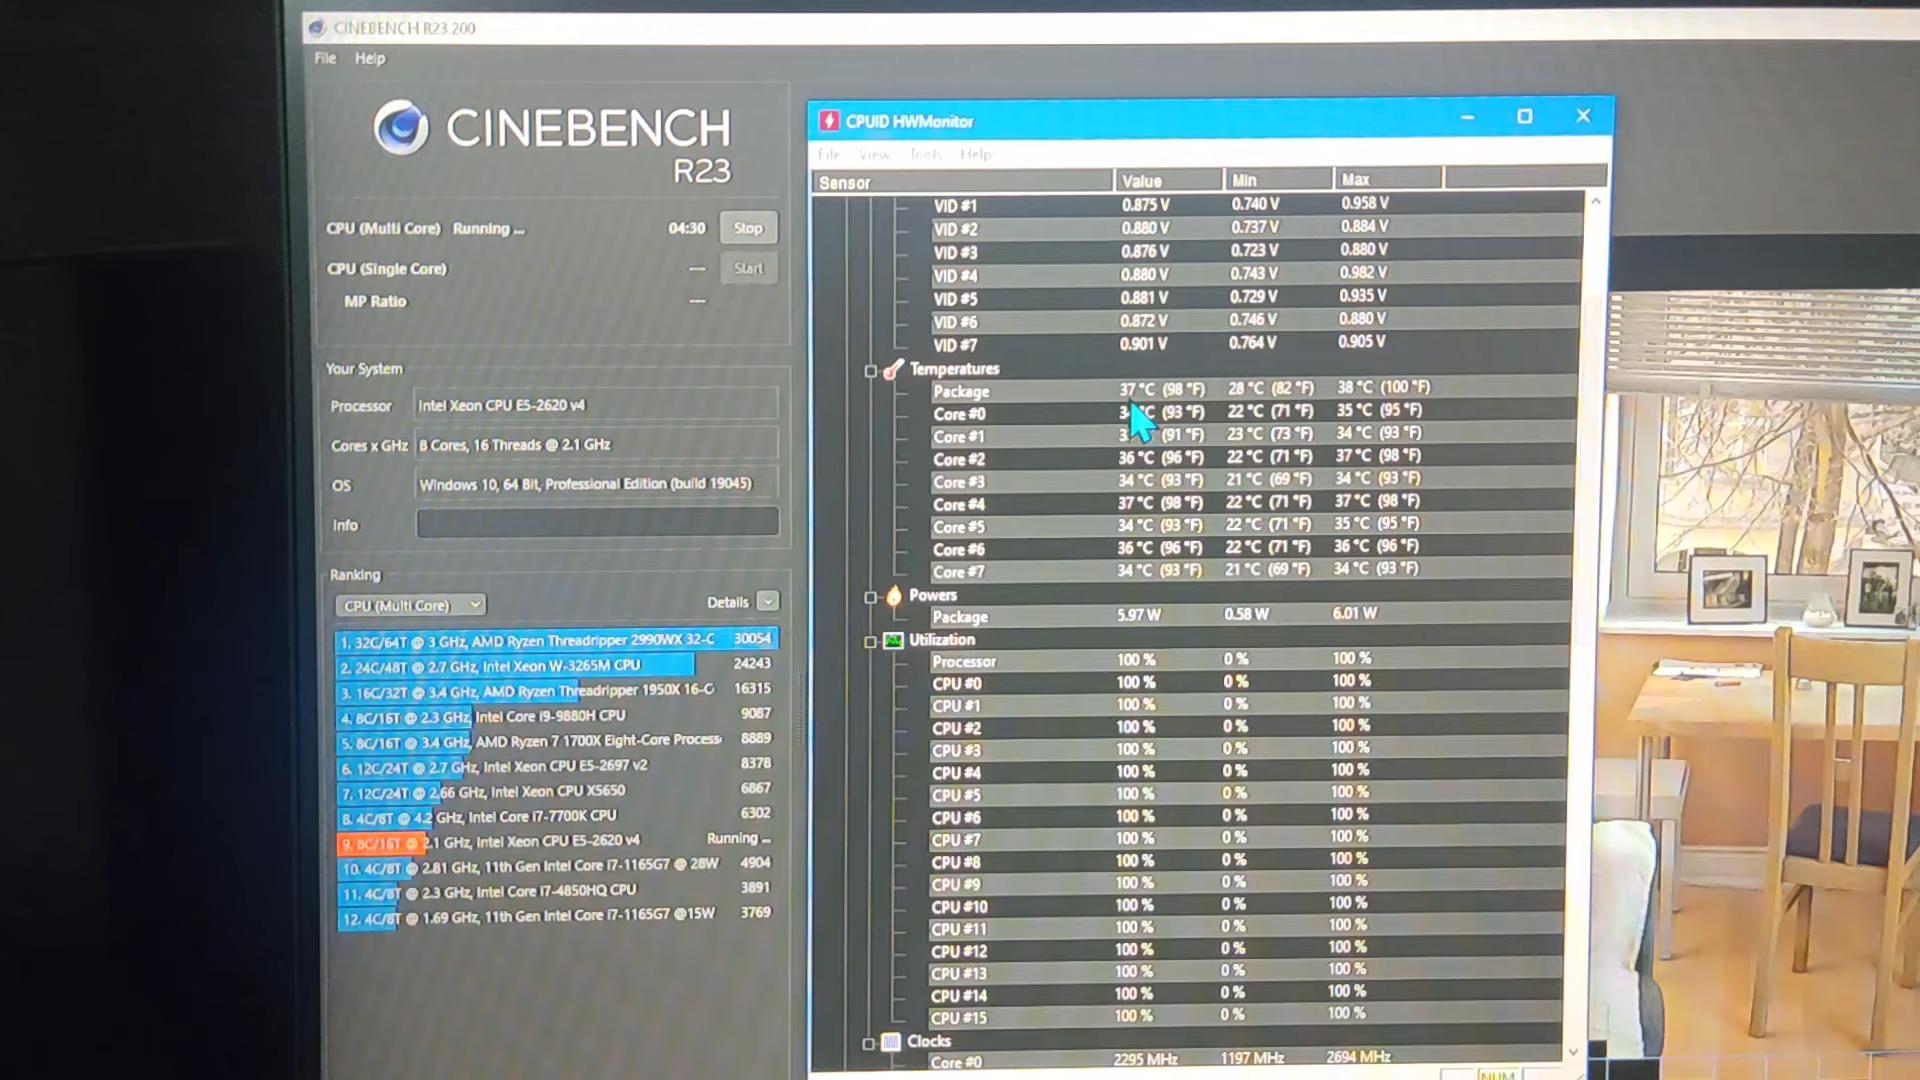 CINEBENCH R23.200
File Help
CINEBENCH
R23
CPU (Multi Core) Running ... 04:30 Stop
CPU (Single Core) --- Start
MP Ratio ---
Your System
Processor Intel Xeon CPU E5-2620 v4
Cores x GHz 8 Cores, 16 Threads @ 2.1 GHz
OS Windows 10, 64 Bit, Professional Edition (build 19045)
Info
Ranking
CPU (Multi Core) Details
1. 32C/64T @ 3 GHz, AMD Ryzen Threadripper 2990WX 32-C 30054
2. 24C/48T @ 2.7 GHz, Intel Xeon W-3265M CPU 24243
3. 16C/32T @ 3.4 GHz, AMD Ryzen Threadripper 1950X 16-C 16315
4. 8C/16T @ 2.3 GHz, Intel Core i9-9880H CPU 9087
5. 8C/16T @ 3.4 GHz, AMD Ryzen 7 1700X Eight-Core Process 8889
6. 12C/24T @ 2.7 GHz, Intel Xeon CPU E5-2697 v2 8378
7. 12C/24T @ 2.66 GHz, Intel Xeon CPU X5650 6867
8. 4C/8T @ 4.2 GHz, Intel Core i7-7700K CPU 6302
9. 8C/16T @ 2.1 GHz, Intel Xeon CPU E5-2620 v4 Running ...
10. 4C/8T @ 2.81 GHz, 11th Gen Intel Core i7-1165G7 @ 28W 4904
11. 4C/8T @ 2.3 GHz, Intel Core i7-4850HQ CPU 3891
12. 4C/8T @ 1.69 GHz, 11th Gen Intel Core i7-1165G7 @15W 3769
CPUID HWMonitor
File View Tools Help
Sensor Value Min Max
VID #1 0.875 V 0.740 V 0.958 V
VID #2 0.880 V 0.737 V 0.884 V
VID #3 0.876 V 0.723 V 0.880 V
VID #4 0.880 V 0.743 V 0.982 V
VID #5 0.881 V 0.729 V 0.935 V
VID #6 0.872 V 0.746 V 0.880 V
VID #7 0.901 V 0.764 V 0.905 V
Temperatures
Package 37 °C (98 °F) 28 °C (82 °F) 38 °C (100 °F)
Core #0 (93 °F) 22 °C (71 °F) 35 °C (95 °F)
Core #1 (91 °F) 23 °C (73 °F) 34 °C (93 °F)
Core #2 36 °C (96 °F) 22 °C (71 °F) 37 °C (98 °F)
Core #3 34 °C (93 °F) 21 °C (69 °F) 34 °C (93 °F)
Core #4 37 °C (98 °F) 22 °C (71 °F) 37 °C (98 °F)
Core #5 34 °C (93 °F) 22 °C (71 °F) 35 °C (95 °F)
Core #6 36 °C (96 °F) 22 °C (71 °F) 36 °C (96 °F)
Core #7 34 °C (93 °F) 21 °C (69 °F) 34 °C (93 °F)
Powers
Package 5.97 W 0.58 W 6.01 W
Utilization
Processor 100 % 0 % 100 %
CPU #0 100 % 0 % 100 %
CPU #1 100 % 0 % 100 %
CPU #2 100 % 0 % 100 %
CPU #3 100 % 0 % 100 %
CPU #4 100 % 0 % 100 %
CPU #5 100 % 0 % 100 %
CPU #6 100 % 0 % 100 %
CPU #7 100 % 0 % 100 %
CPU #8 100 % 0 % 100 %
CPU #9 100 % 0 % 100 %
CPU #10 100 % 0 % 100 %
CPU #11 100 % 0 % 100 %
CPU #12 100 % 0 % 100 %
CPU #13 100 % 0 % 100 %
CPU #14 100 % 0 % 100 %
CPU #15 100 % 0 % 100 %
Clocks
Core #0 2295 MHz 1197 MHz 2694 MHz
NUM